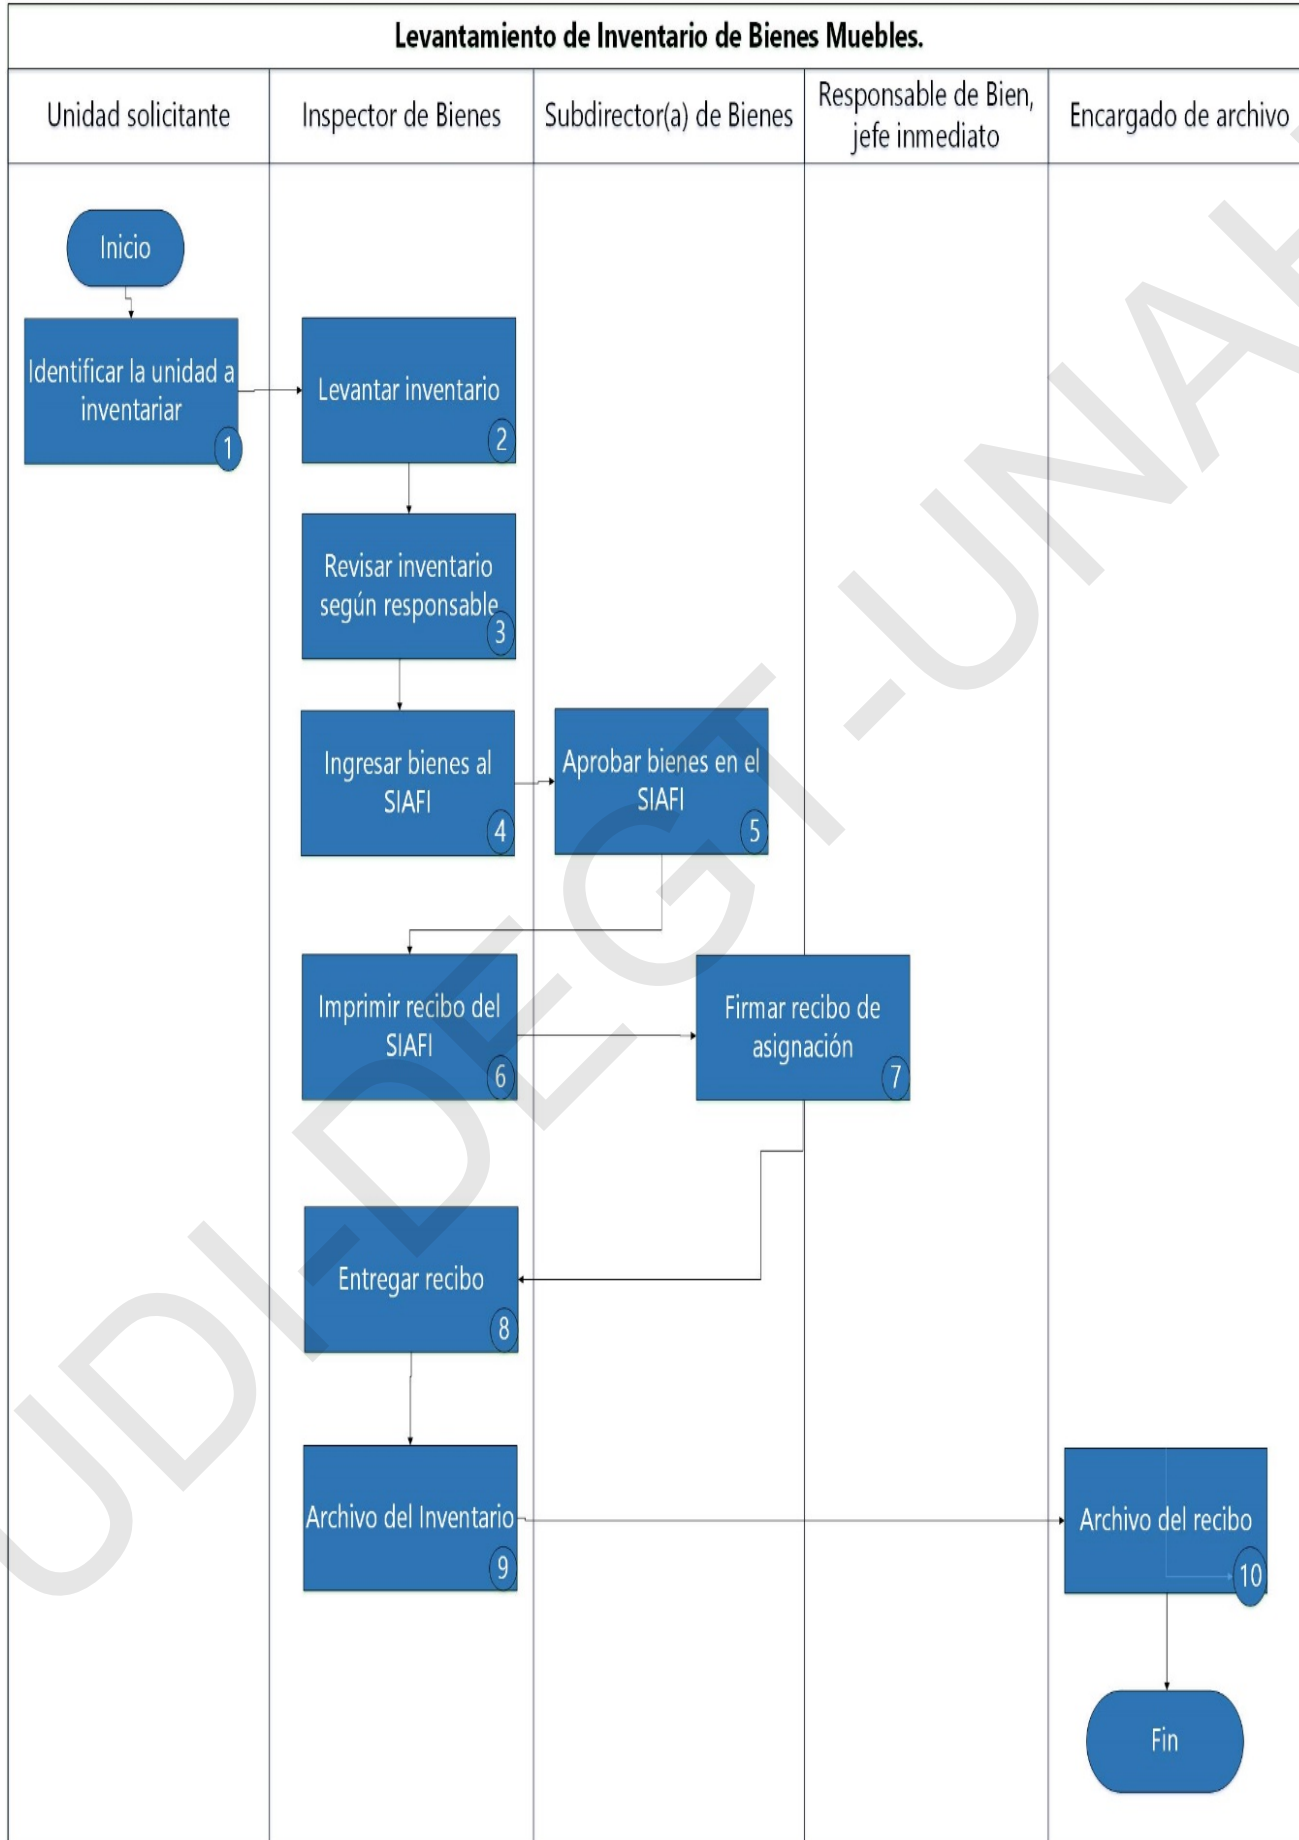 Levantamiento de Inventario de Bienes Muebles.
Unidad solicitante
Inspector de Bienes
Subdirector(a) de Bienes
Responsable de Bien,
jefe inmediato
Encargado de archivo
Inicio
Identificar la unidad a
inventariar
1
Levantar inventario
2
Revisar inventario
según responsable
3
Ingresar bienes al
SIAFI
4
Aprobar bienes en el
SIAFI
5
Imprimir recibo del
SIAFI
6
Firmar recibo de
asignación
7
Entregar recibo
8
Archivo del Inventario
9
Archivo del recibo
10
Fin
UDI-DEGT-UNAH